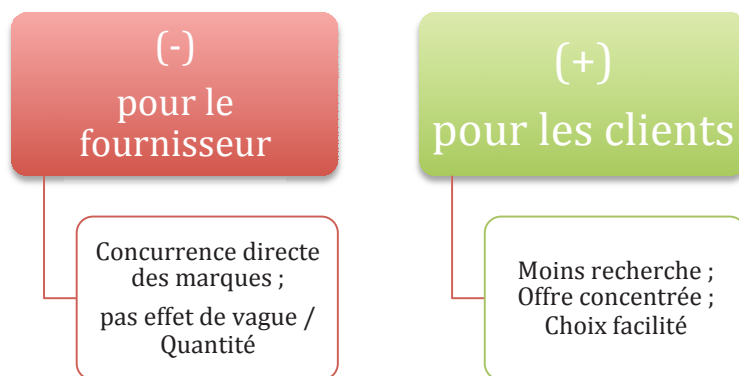 (-)
pour le
fournisseur
Concurrence directe
des marques ;
pas effet de vague /
Quantité
(+)
pour les clients
Moins recherche ;
Offre concentrée ;
Choix facilité